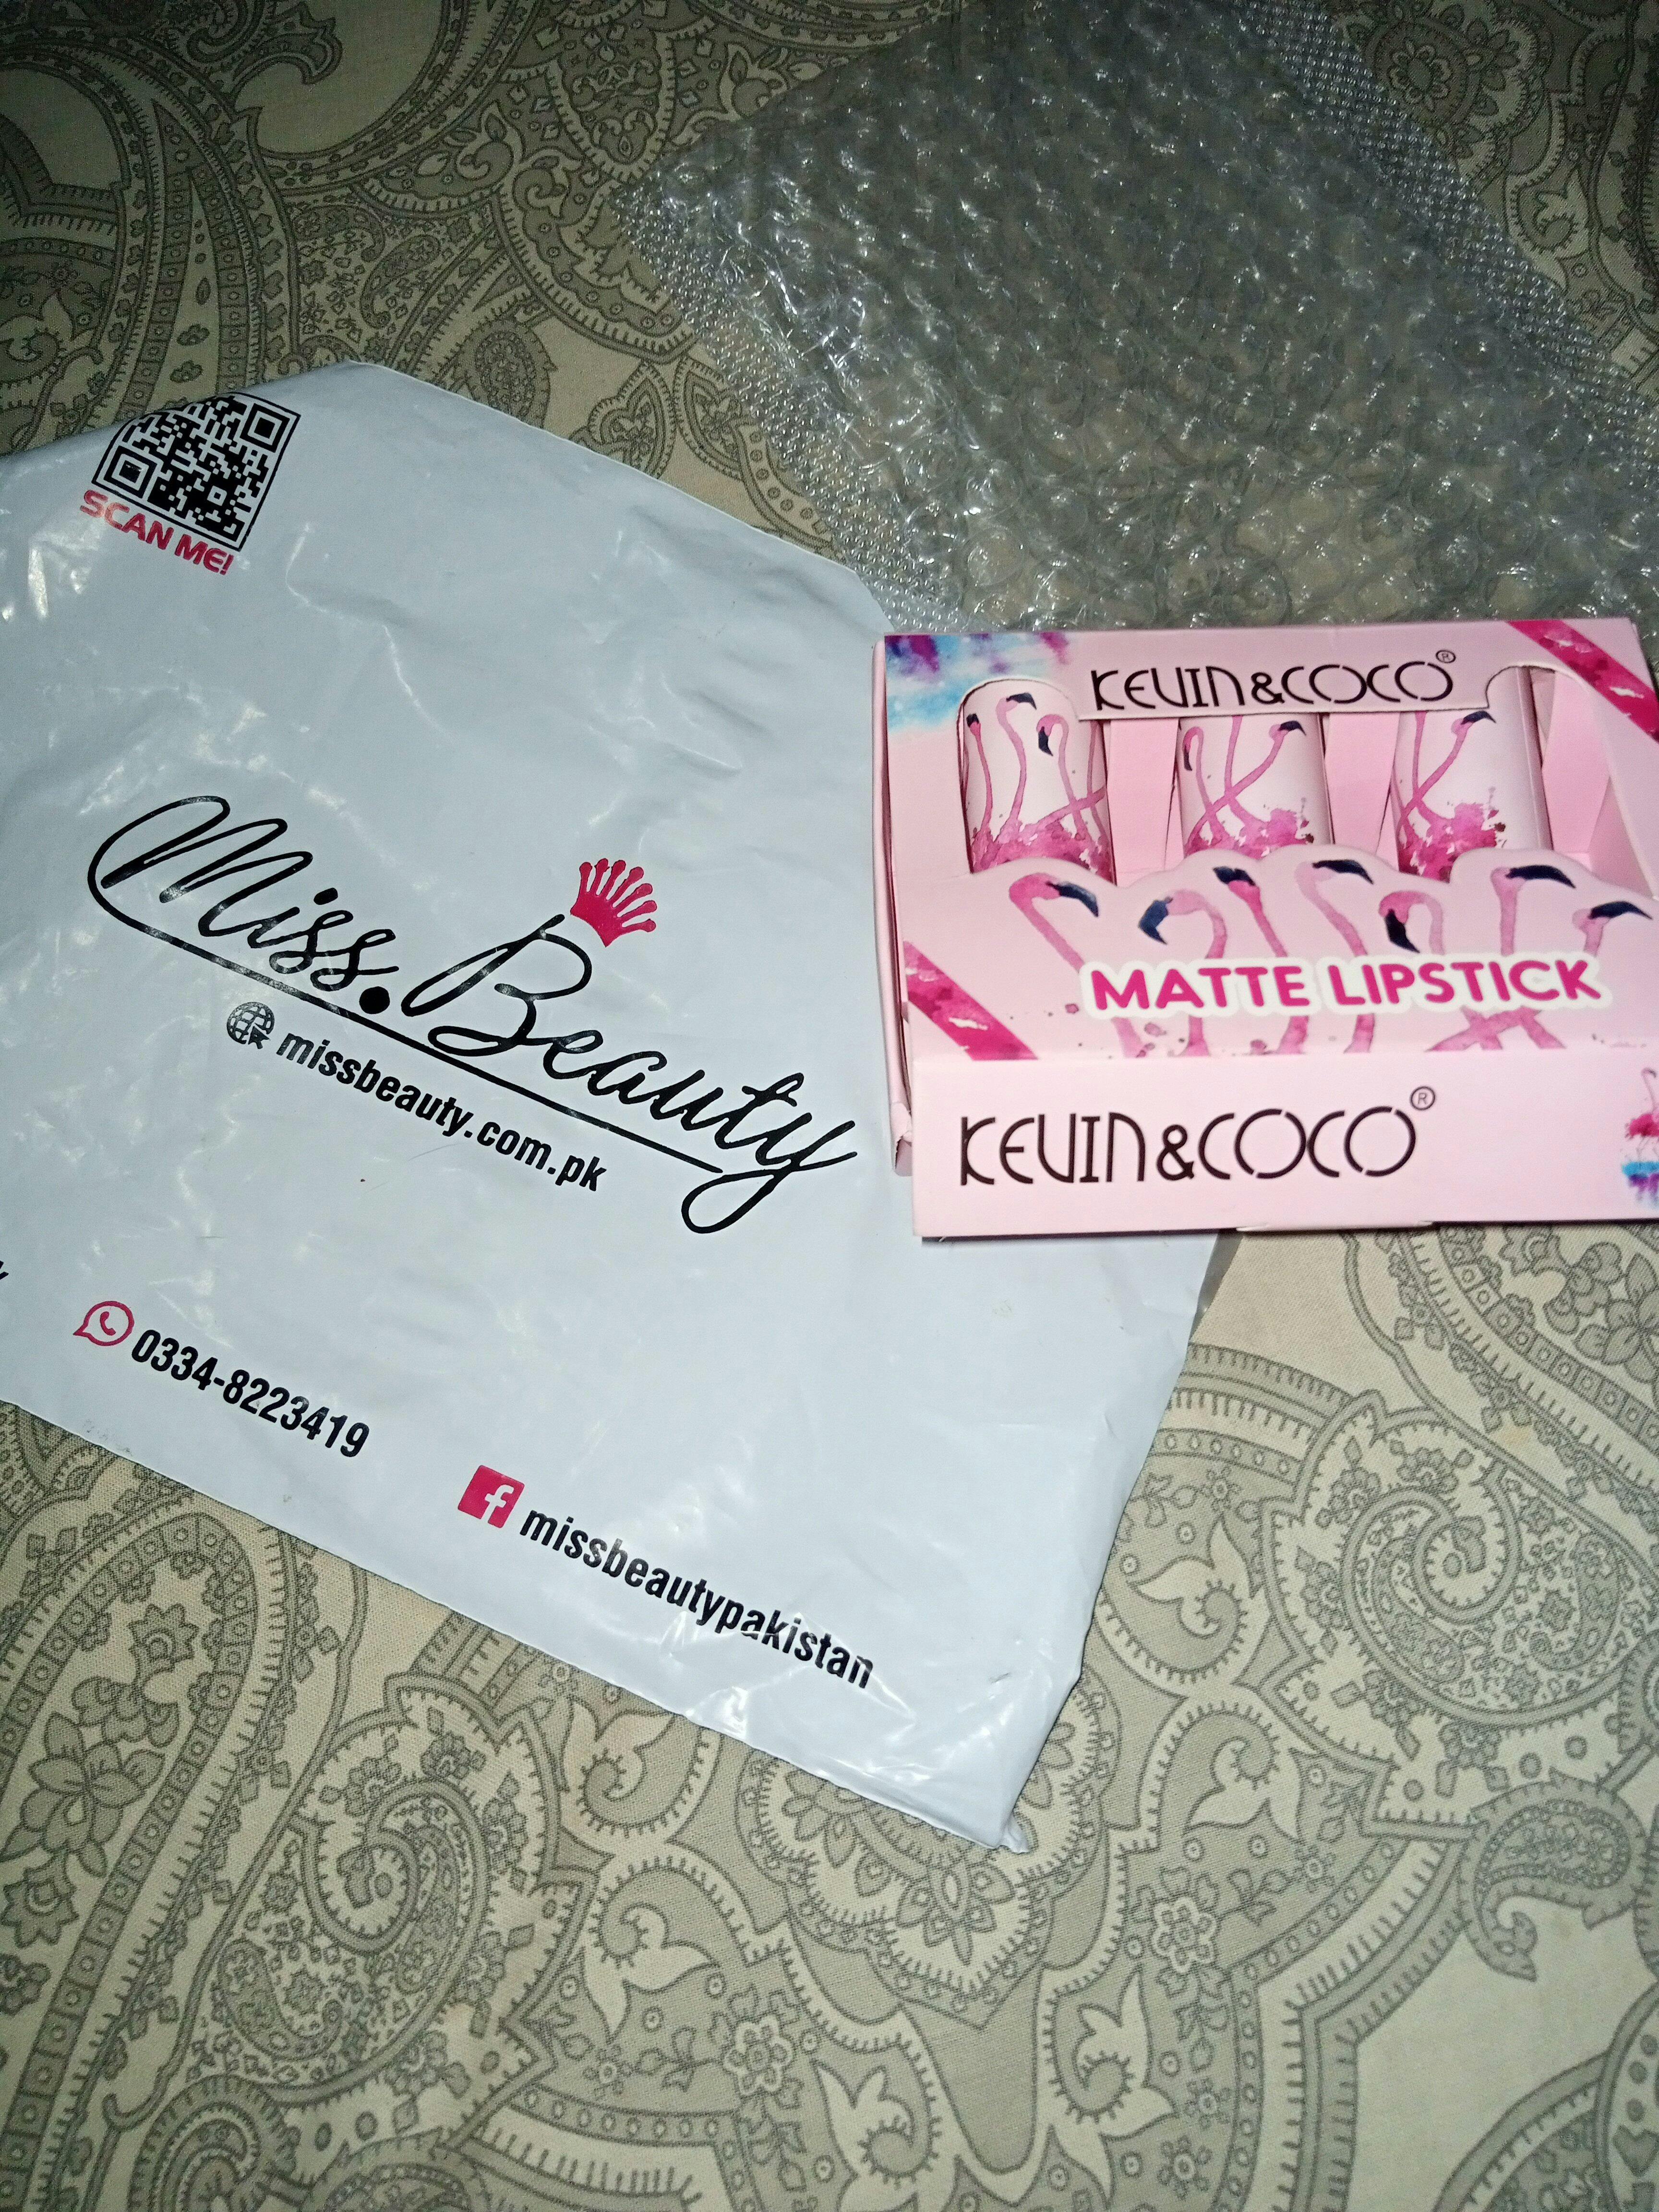 SCAN ME!
Miss.Beauty
missbeauty.com.pk
0334-8223419
missbeautypakistan
KEVIN&COCO®
MATTE LIPSTICK
KEVIN&COCO®